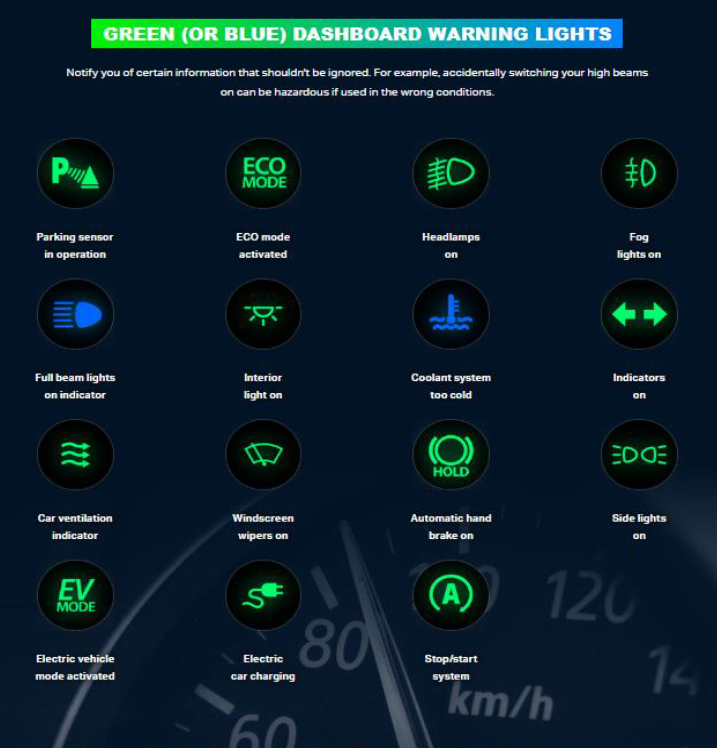 GREEN (OR BLUE) DASHBOARD WARNING LIGHTS
Notify you of certain information that shouldn't be ignored. For example, accidentally switching your high beams
on can be hazardous if used in the wrong conditions.
P
ECO
MODE
Parking sensor
in operation
ECO mode
activated
Headlamps
on
Fog
lights on
Full beam lights
on indicator
Interior
light on
Coolant system
too cold
Indicators
on
HOLD
Car ventilation
indicator
Windscreen
wipers on
Automatic hand
brake on
Side lights
on
EV
MODE
A
Electric vehicle
mode activated
Electric
car charging
Stop/start
system
60
80
120
km/h